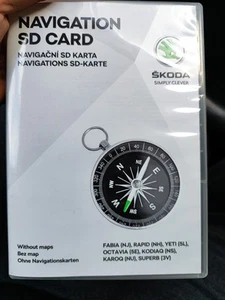 NAVIGATION
SD CARD
NAVIGAČNÍ SD KARTA
NAVIGATIONS SD-KARTE
ŠKODA
SIMPLY CLEVER
N
E
S
W
Without maps
Bez map
Ohne Navigationskarten
FABIA (NJ), RAPID (NH), YETI (5L),
OCTAVIA (5E), KODIAQ (NS),
KAROQ (NU), SUPERB (3V)